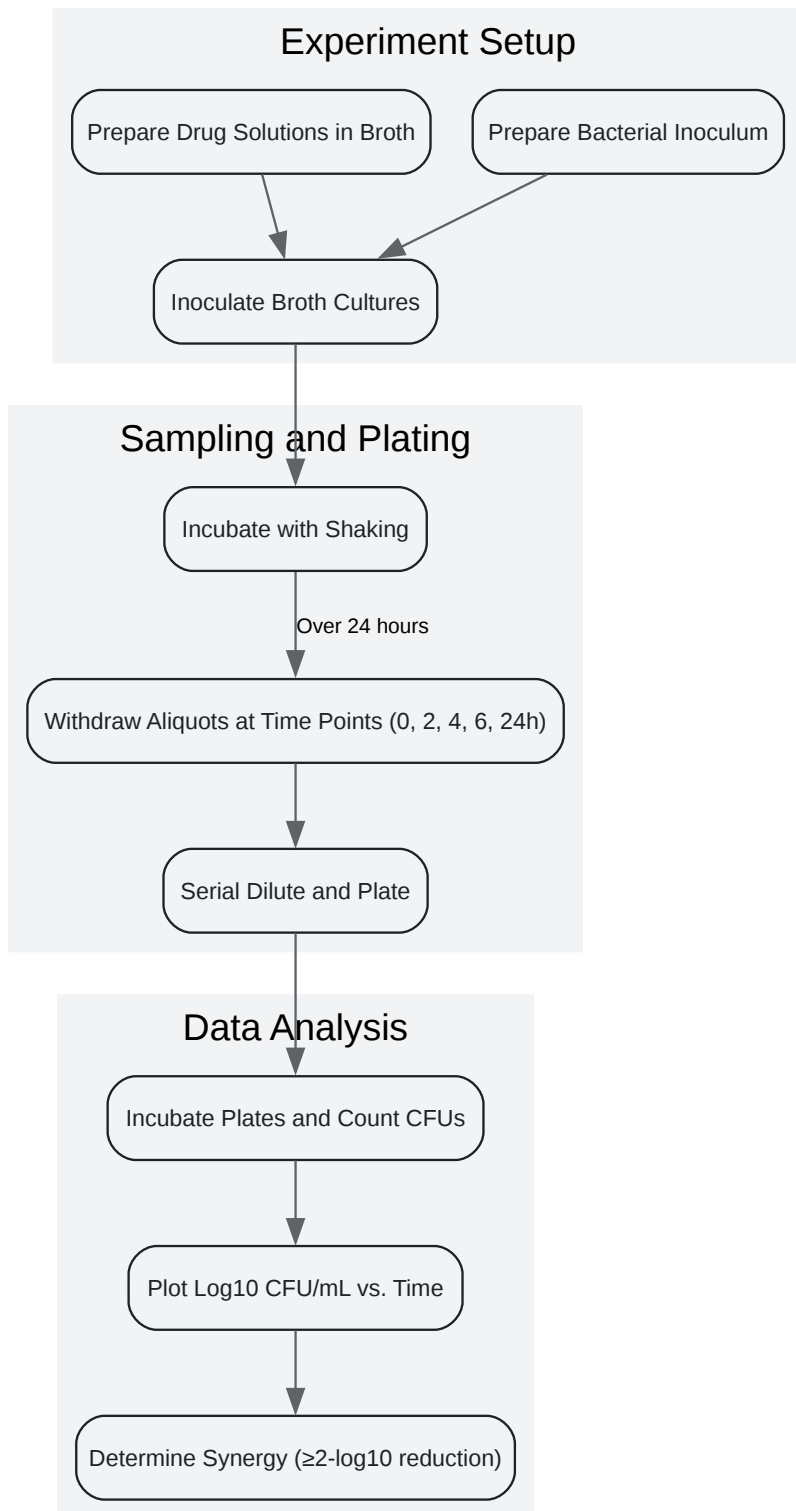 Experiment Setup
Prepare Drug Solutions in Broth
Prepare Bacterial Inoculum
Inoculate Broth Cultures
Sampling and Plating
Incubate with Shaking
Over 24 hours
Withdraw Aliquots at Time Points (0, 2, 4, 6, 24h)
Serial Dilute and Plate
Data Analysis
Incubate Plates and Count CFUs
Plot Log10 CFU/mL vs. Time
Determine Synergy (≥2-log10 reduction)